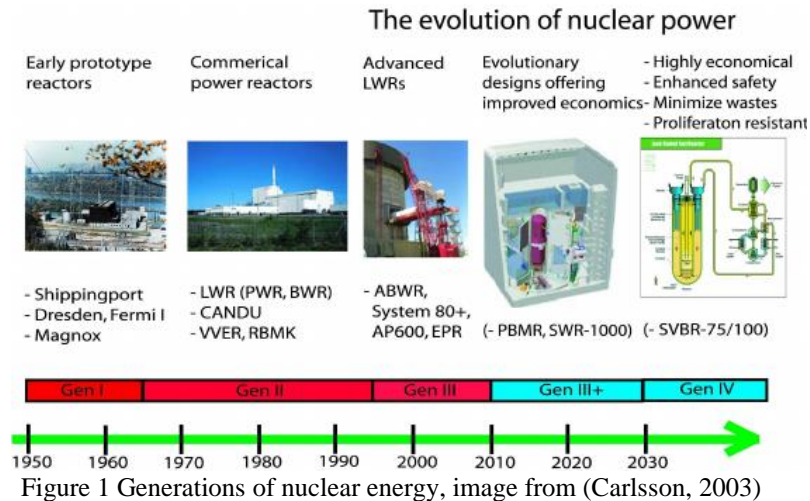 The evolution of nuclear power
Early prototype
reactors
Commerical
power reactors
Advanced
LWRs
Evolutionary
designs offering
improved economics
- Highly economical
- Enhanced safety
- Minimize wastes
- Proliferaton resistant
- Shippingport
- Dresden, Fermi I
- Magnox
- LWR (PWR, BWR)
- CANDU
- VVER, RBMK
- ABWR,
System 80+,
AP600, EPR
(- PBMR, SWR-1000)
(- SVBR-75/100)
Gen I
Gen II
Gen III
Gen III+
Gen IV
1950
1960
1970
1980
1990
2000
2010
2020
2030
Figure 1 Generations of nuclear energy, image from (Carlsson, 2003)